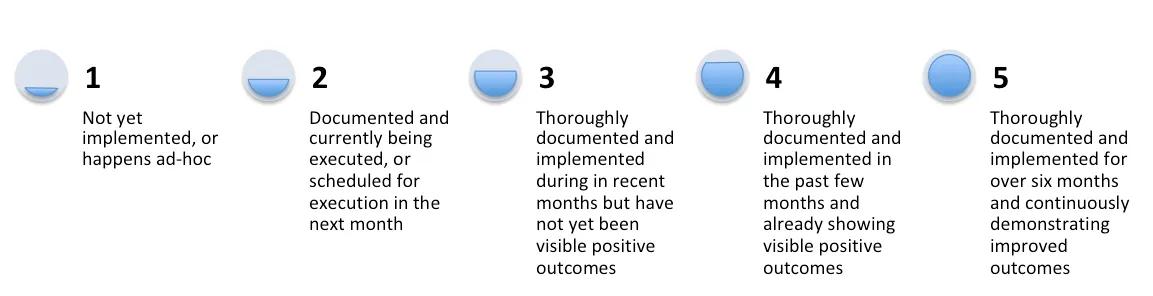 1
Not yet
implemented, or
happens ad-hoc
2
Documented and
currently being
executed, or
scheduled for
execution in the
next month
3
Thoroughly
documented and
implemented
during in recent
months but have
not yet been
visible positive
outcomes
4
Thoroughly
documented and
implemented in
the past few
months and
already showing
visible positive
outcomes
5
Thoroughly
documented and
implemented for
over six months
and continuously
demonstrating
improved
outcomes